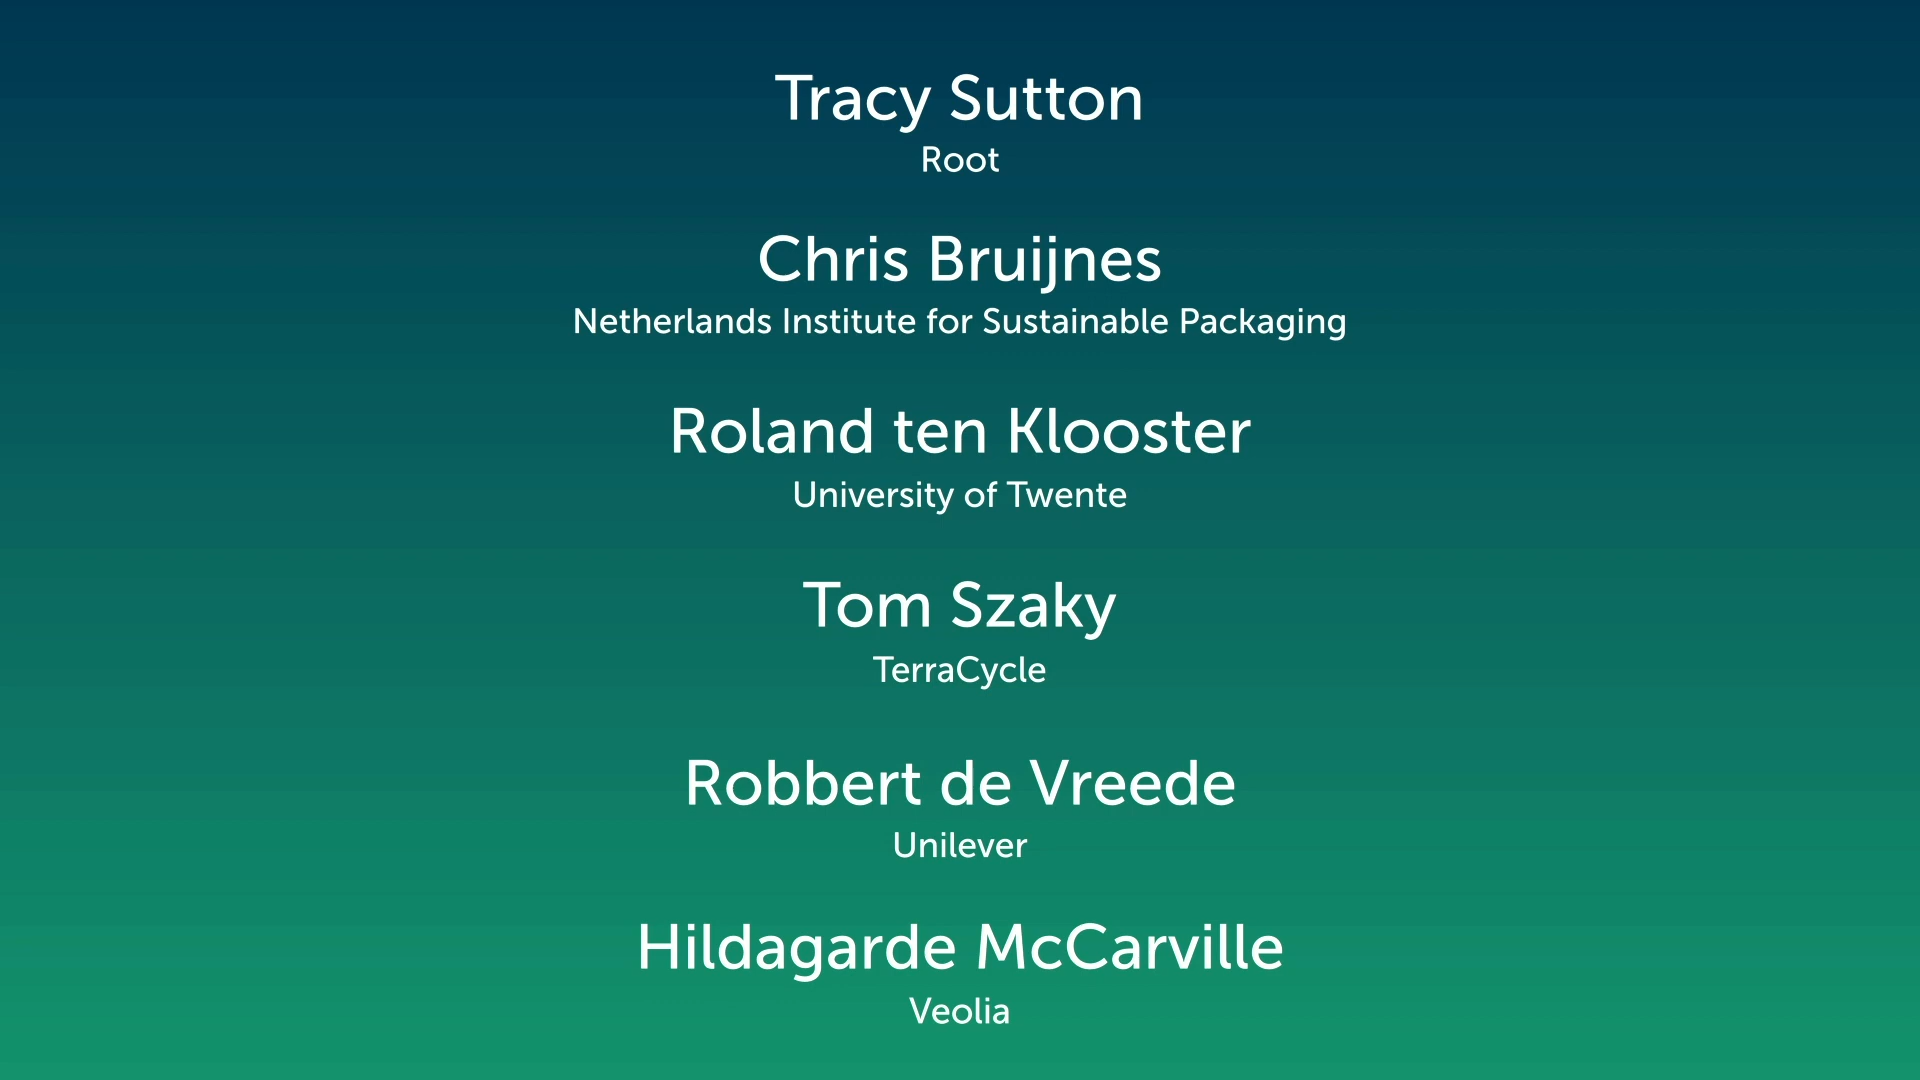 Tracy Sutton
Root
Chris Bruijnes
Netherlands Institute for Sustainable Packaging
Roland ten Klooster
University of Twente
Tom Szaky
TerraCycle
Robbert de Vreede
Unilever
Hildagarde McCarville
Veolia